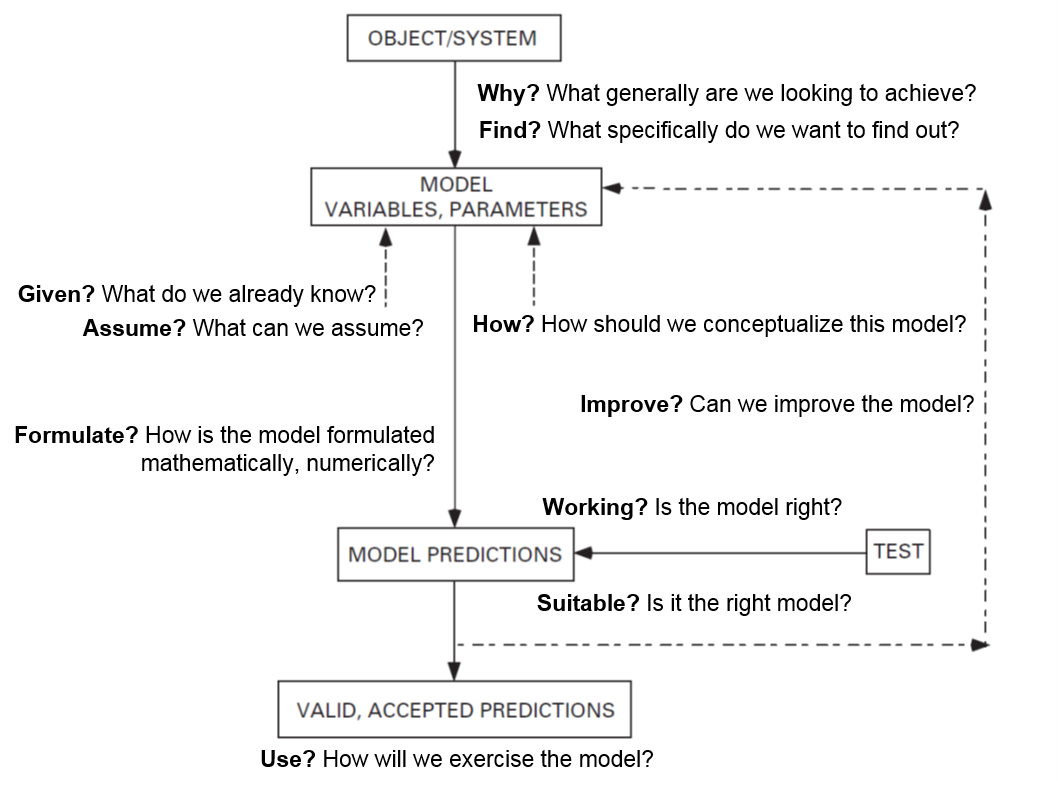 OBJECT/SYSTEM
Why? What generally are we looking to achieve?
Find? What specifically do we want to find out?
MODEL
VARIABLES, PARAMETERS
Given? What do we already know?
Assume? What can we assume?
How? How should we conceptualize this model?
Improve? Can we improve the model?
Formulate? How is the model formulated
mathematically, numerically?
Working? Is the model right?
MODEL PREDICTIONS
TEST
Suitable? Is it the right model?
VALID, ACCEPTED PREDICTIONS
Use? How will we exercise the model?